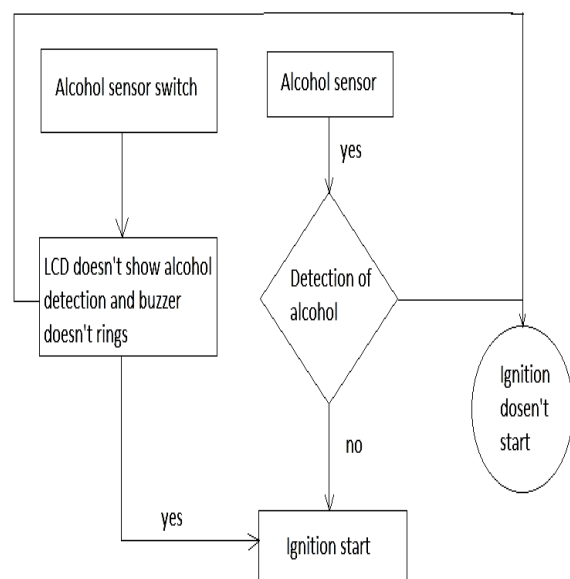 Alcohol sensor switch
Alcohol sensor
yes
LCD doesn't show alcohol
detection and buzzer
doesn't rings
Detection of
alcohol
Ignition
dosen't
start
no
yes
Ignition start